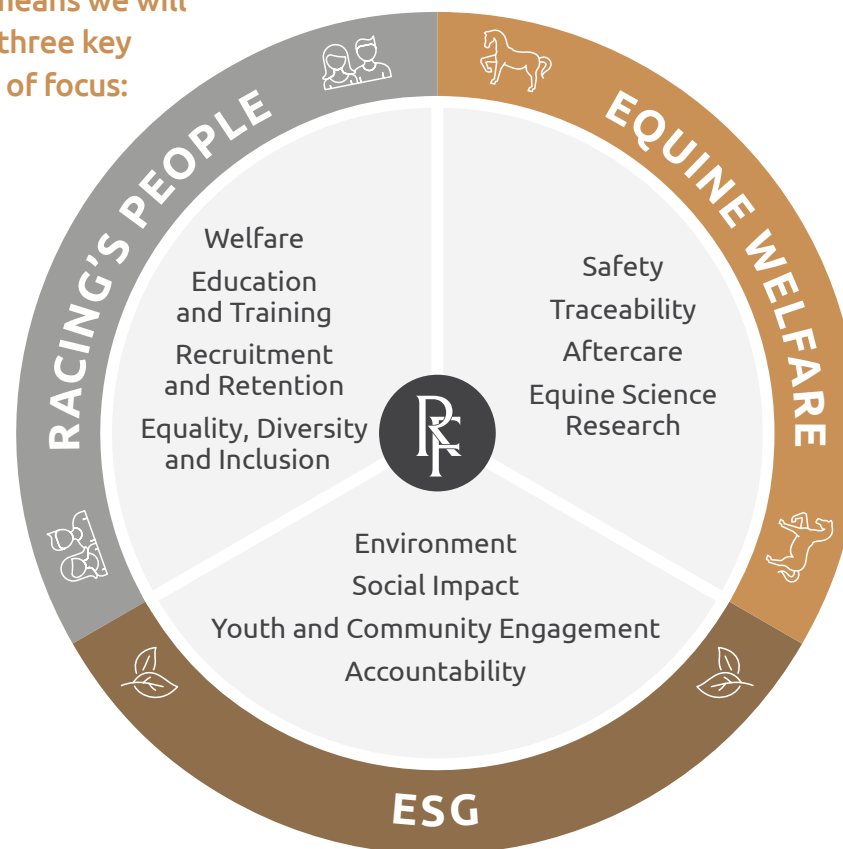 means we will
three key
of focus:
RACING'S PEOPLE
Welfare
Education
and Training
Recruitment
and Retention
Equality, Diversity
and Inclusion
EQUINE WELFARE
Safety
Traceability
Aftercare
Equine Science
Research
RF
Environment
Social Impact
Youth and Community Engagement
Accountability
ESG